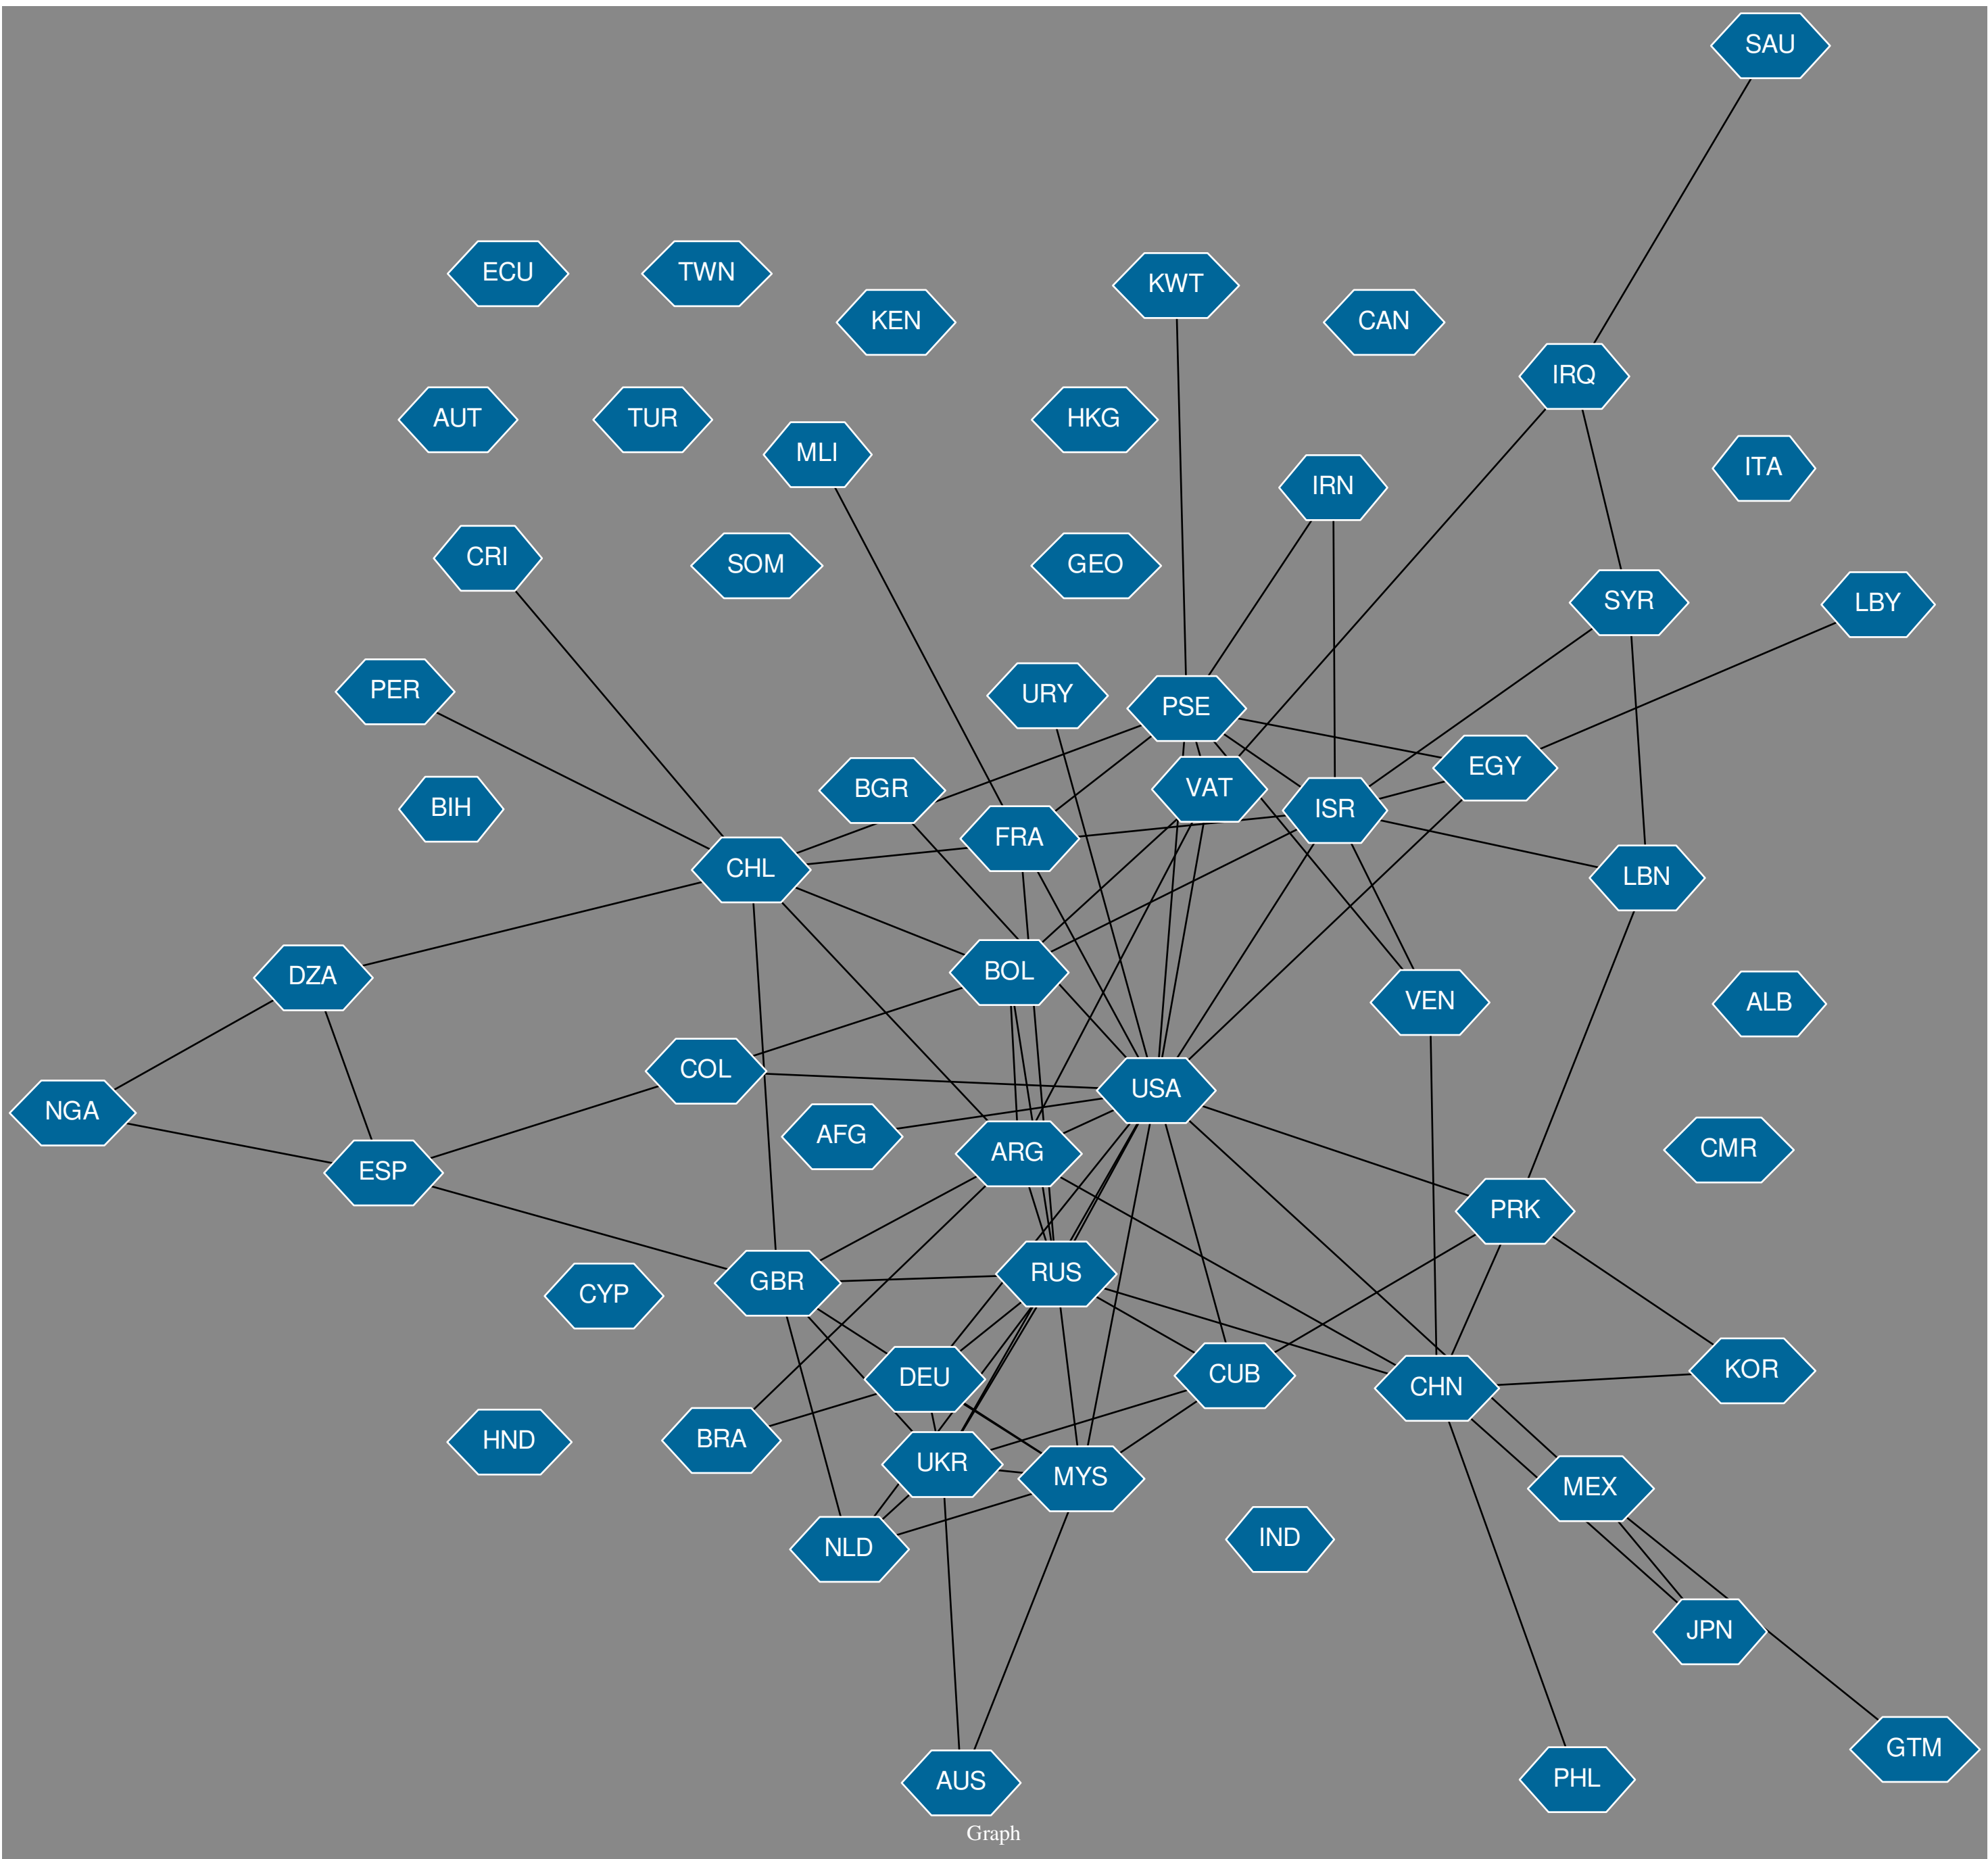 SAU
ECU
TWN
KWT
KEN
CAN
IRQ
AUT
TUR
HKG
MLI
ITA
IRN
CRI
SOM
GEO
SYR
LBY
PER
URY
PSE
EGY
BIH
BGR
VAT
ISR
FRA
CHL
LBN
DZA
BOL
VEN
ALB
COL
USA
NGA
AFG
ARG
CMR
ESP
PRK
GBR
RUS
CYP
DEU
CUB
CHN
KOR
HND
BRA
UKR
MYS
MEX
NLD
IND
JPN
GTM
AUS
PHL
Graph